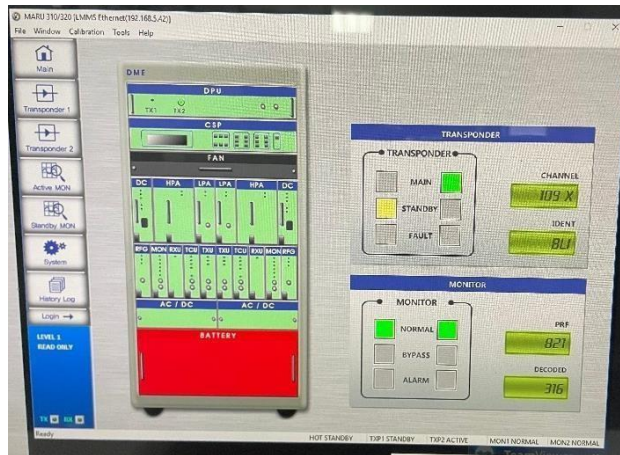 MARU 310/320 [LMMS Ethernet(192.168.5.42)]
File Window Calibration Tools Help
Main
Transponder 1
Transponder 2
Active MON
Standby MON
System
History Log
Login →
LEVEL 1
READ ONLY
TX RX
DME
DPU
TX1 TX2
CSP
FAN
DC HPA LPA LPA HPA DC
RFG MON RXU TCU TXU TXU TCU RXU MON RFG
AC / DC AC / DC
BATTERY
TRANSPONDER
TRANSPONDER
MAIN
STANDBY
FAULT
CHANNEL
109 X
IDENT
BLI
MONITOR
MONITOR
NORMAL
BYPASS
ALARM
PRF
821
DECODED
316
Ready
HOT STANDBY TXP1 STANDBY TXP2 ACTIVE MON1 NORMAL MON2 NORMAL